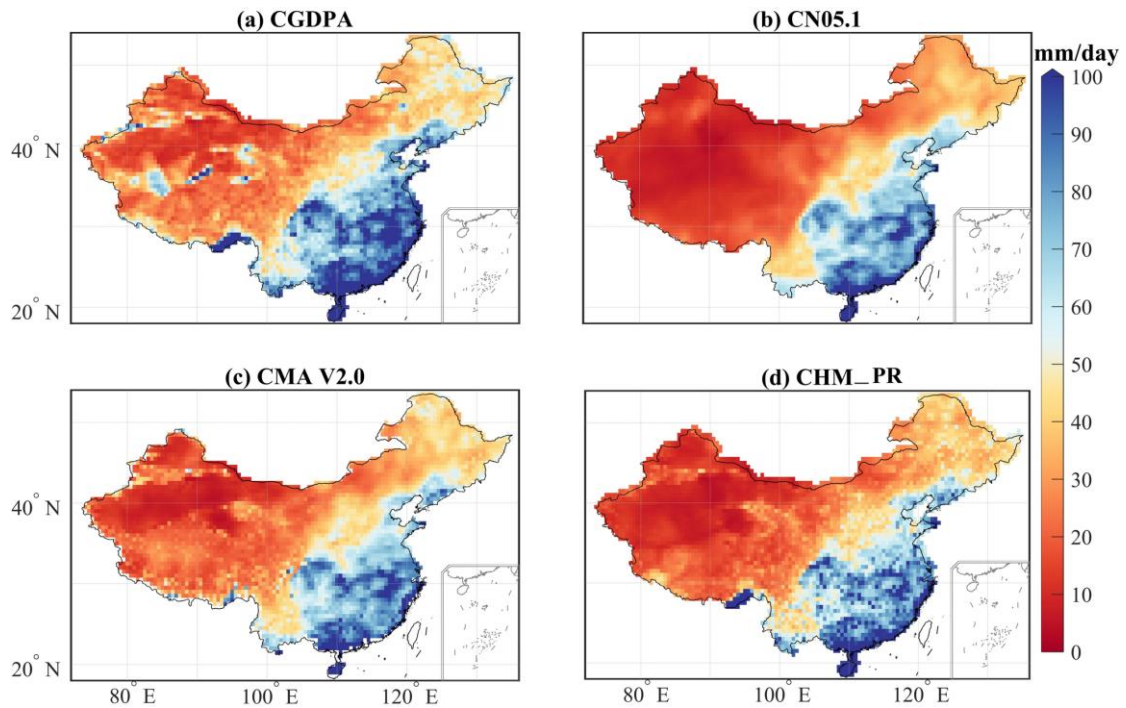 (a) CGDPA
(b) CN05.1
mm/day
100
90
80
70
60
50
40
30
20
10
0
40° N
20° N
(c) CMA V2.0
(d) CHM_PR
40° N
20° N
80° E
100° E
120° E
80° E
100° E
120° E